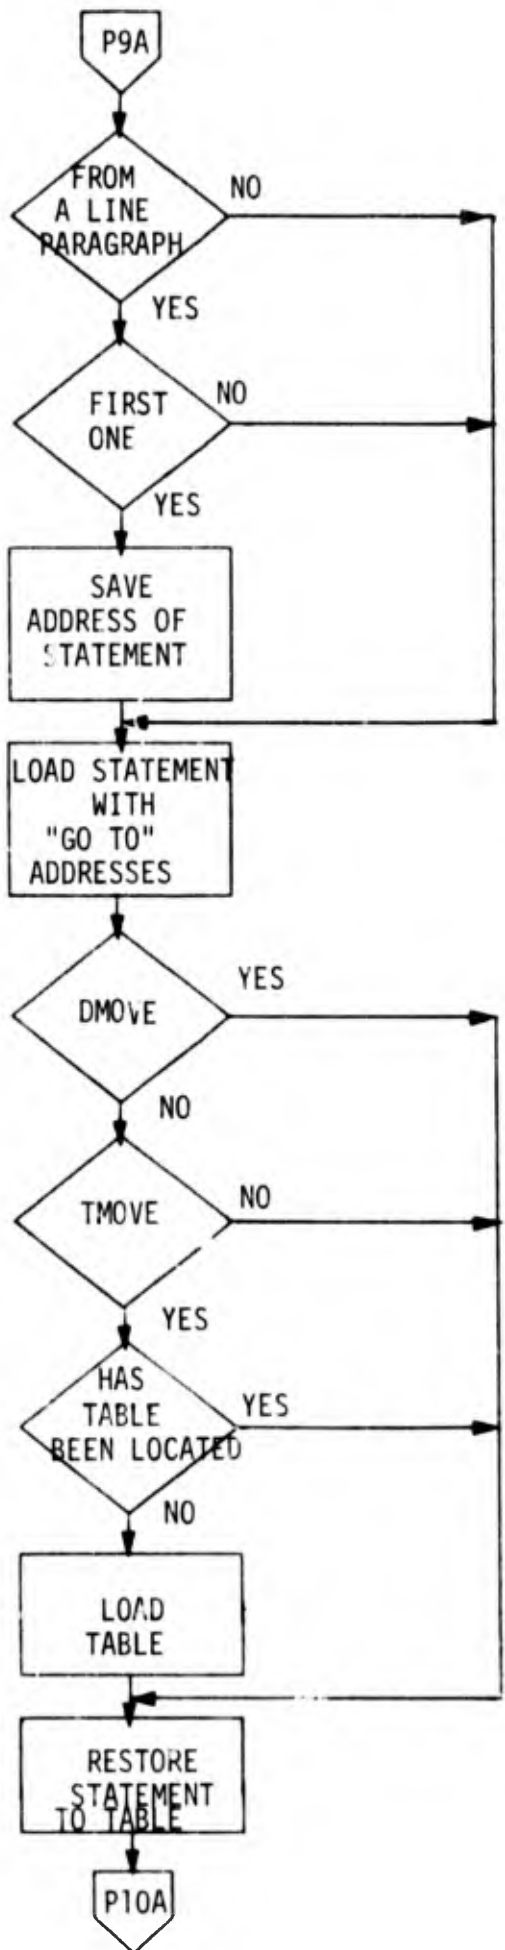 P9A
FROM
A LINE
PARAGRAPH
NO
YES
FIRST
ONE
NO
YES
SAVE
ADDRESS OF
STATEMENT
LOAD STATEMENT
WITH
"GO TO"
ADDRESSES
DMOVE
YES
NO
TMOVE
NO
YES
HAS
TABLE
BEEN LOCATED
YES
NO
LOAD
TABLE
RESTORE
STATEMENT
TO TABLE
P10A